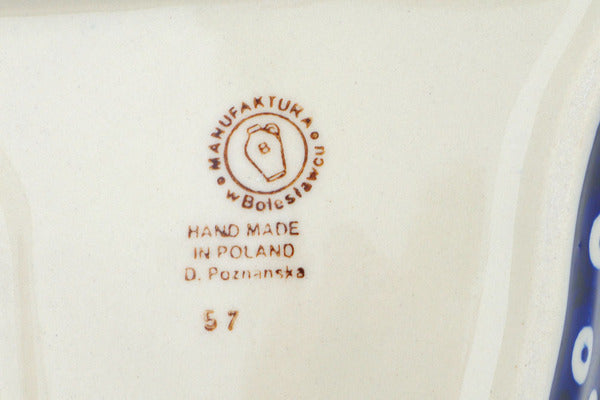 MANUFAKTURA
w Bolesławcu
B
HAND MADE
IN POLAND
D. Poznanska
57